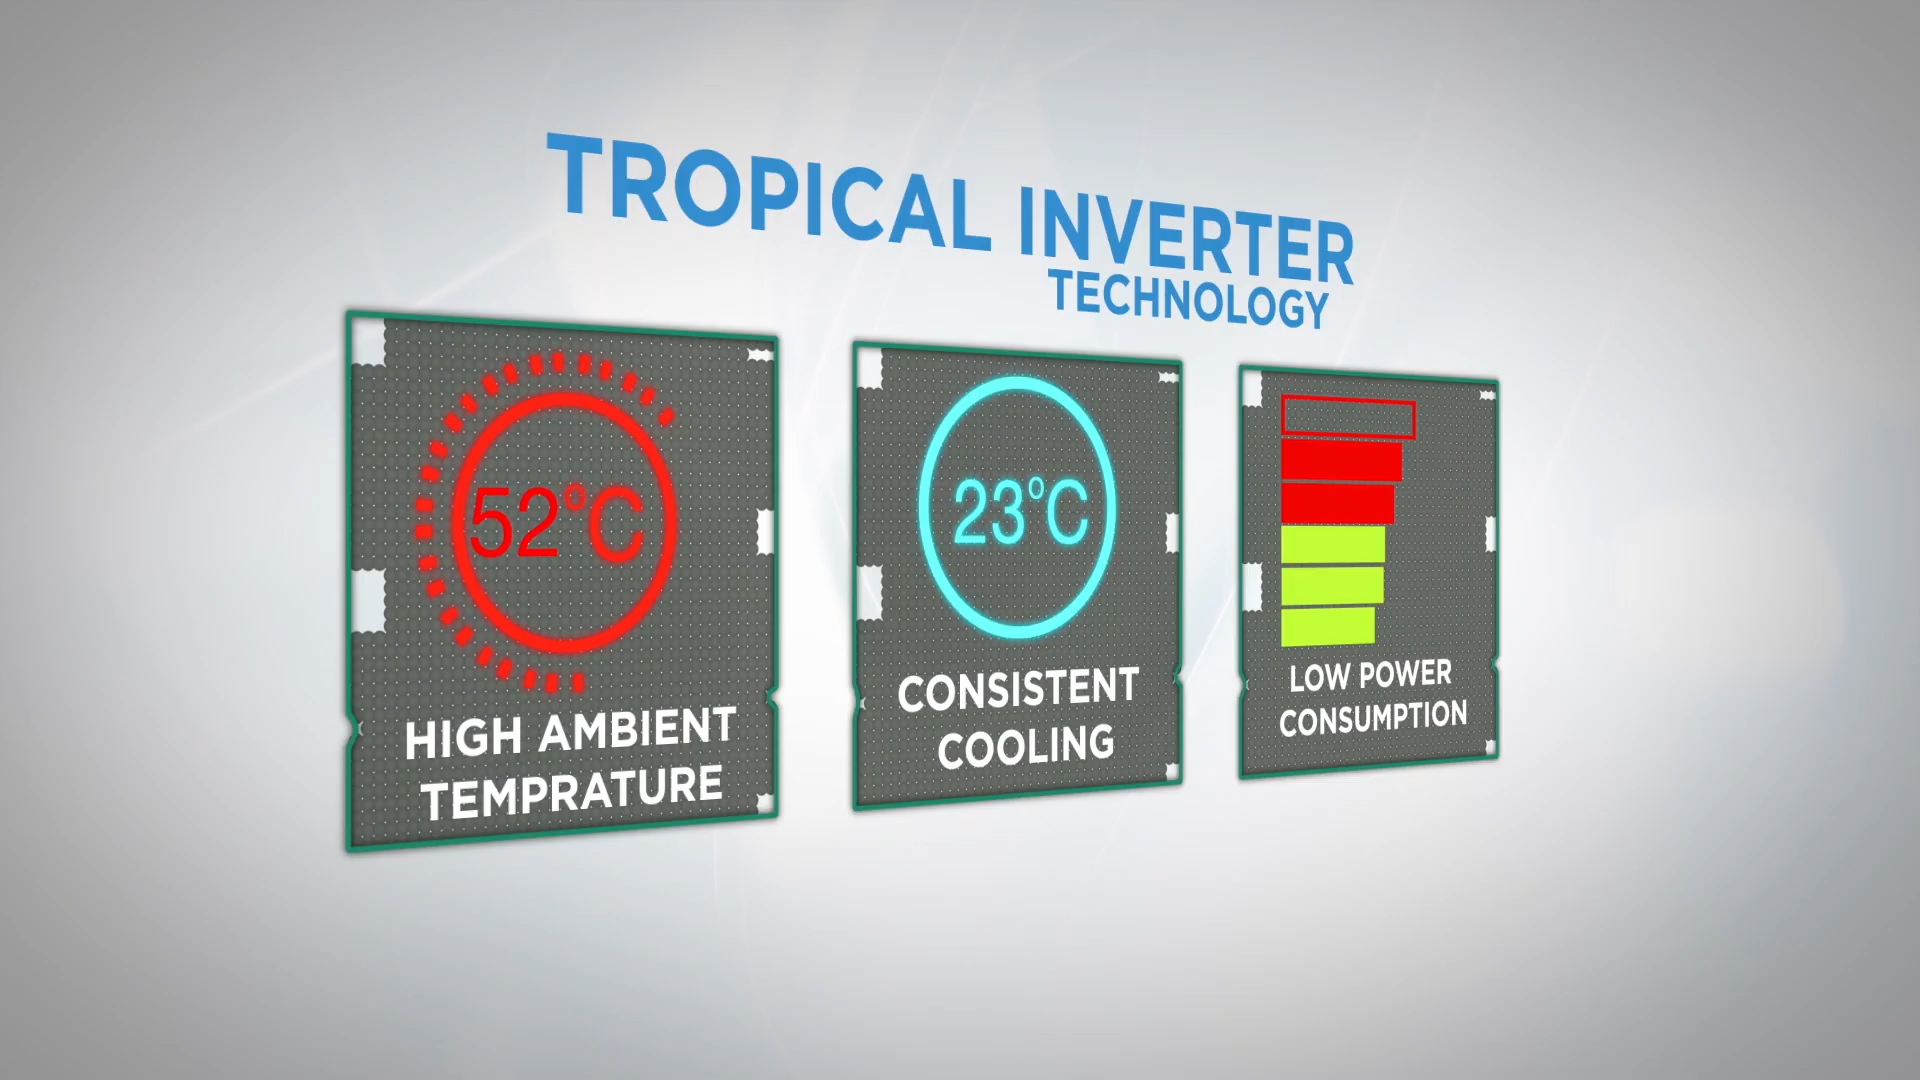 TROPICAL INVERTER
TECHNOLOGY
52°C
HIGH AMBIENT
TEMPRATURE
23°C
CONSISTENT
COOLING
LOW POWER
CONSUMPTION